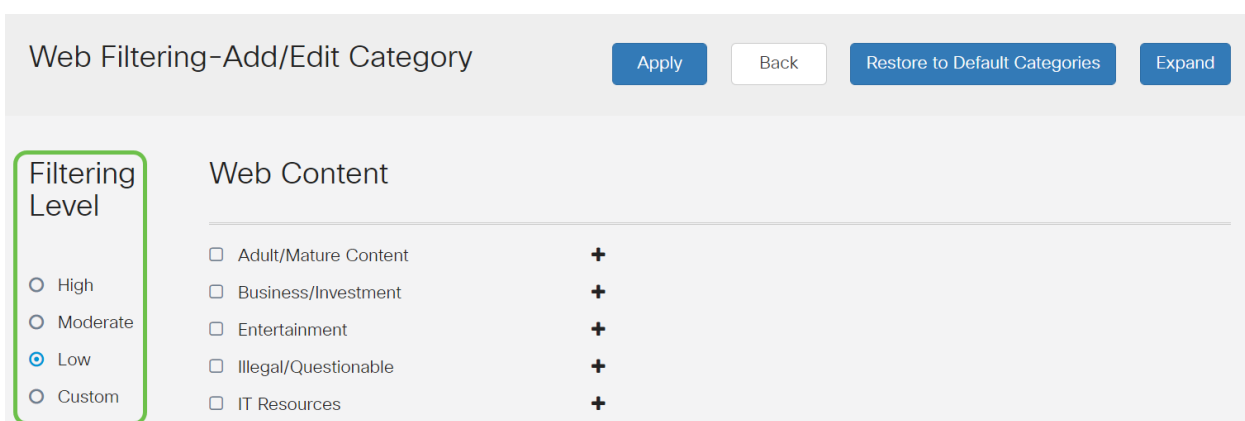 Web Filtering-Add/Edit Category
Apply
Back
Restore to Default Categories
Expand
Filtering
Level
High
Moderate
Low
Custom
Web Content
Adult/Mature Content
Business/Investment
Entertainment
Illegal/Questionable
IT Resources